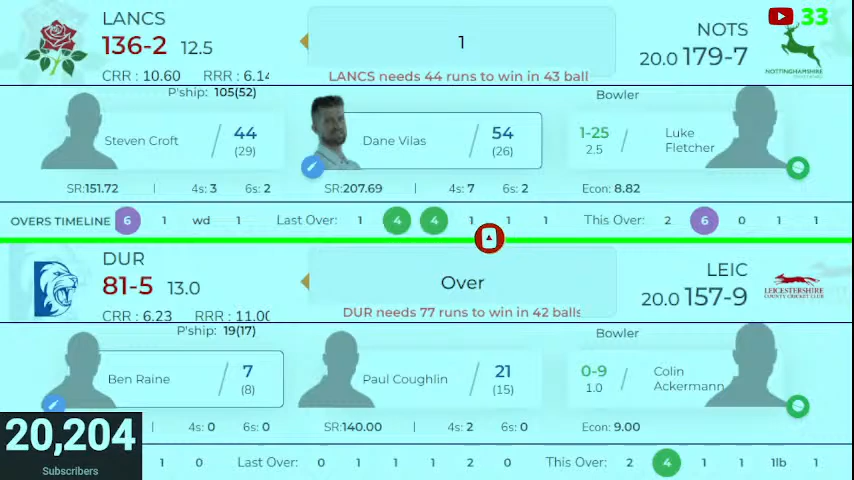 LANCS
136-2 12.5
CRR : 10.60 RRR : 6.14
1
LANCS needs 44 runs to win in 43 ball
33
NOTS
20.0 179-7
NOTTINGHAMSHIRE
P'ship: 105(52)
Steven Croft
44
(29)
Dane Vilas
54
(26)
Bowler
1-25
2.5
Luke
Fletcher
SR:151.72 | 4s: 3 6s: 2
SR:207.69 | 4s: 7 6s: 2
Econ: 8.82
OVERS TIMELINE 6 1 wd 1 Last Over: 1 4 4 1 1 1 This Over: 2 6 0 1 1
DUR
81-5 13.0
CRR : 6.23 RRR : 11.00
Over
DUR needs 77 runs to win in 42 balls
LEIC
20.0 157-9
LEICESTERSHIRE
COUNTY CRICKET CLUB
P'ship: 19(17)
Ben Raine
7
(8)
Paul Coughlin
21
(15)
Bowler
0-9
1.0
Colin
Ackermann
| 4s: 0 6s: 0
SR:140.00 | 4s: 2 6s: 0
Econ: 9.00
20,204
Subscribers
1 0 Last Over: 0 1 1 1 2 0 This Over: 2 4 1 1 1lb 1